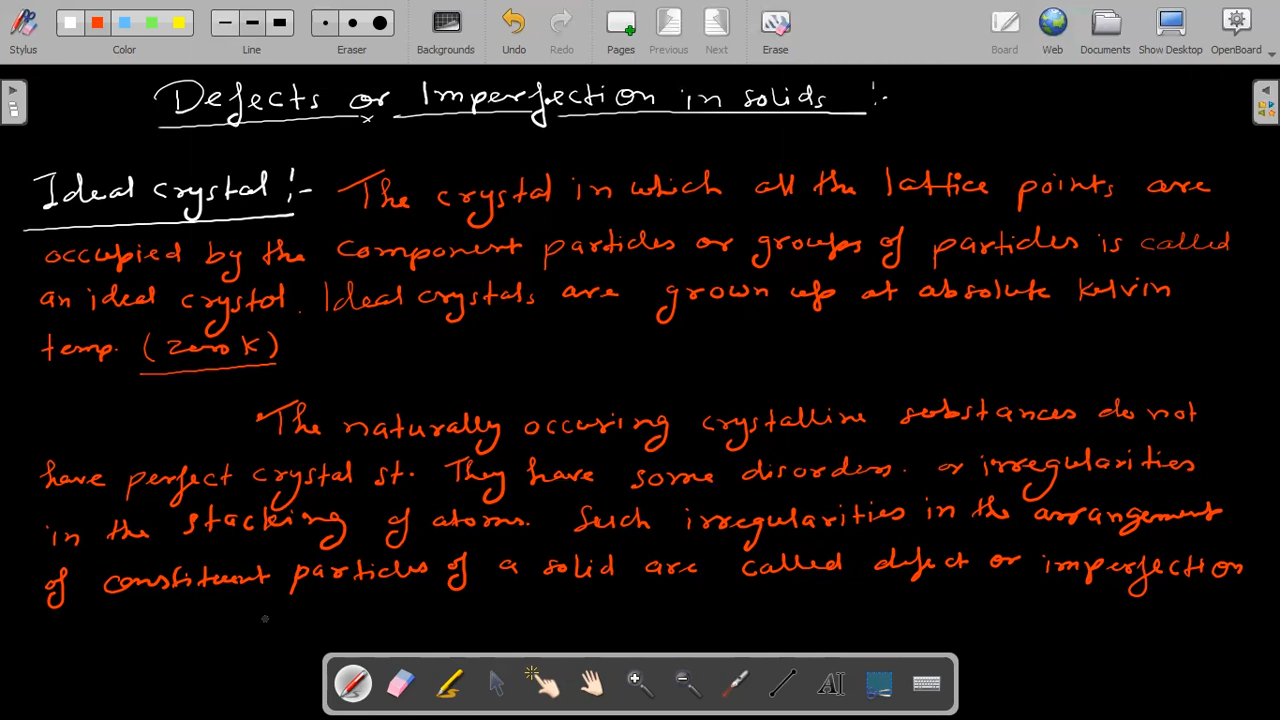 Stylus Color Line Eraser Backgrounds Undo Redo Pages Previous Next Erase Board Web Documents Show Desktop OpenBoard
Defects or Imperfection in solids :-
Ideal crystal :- The crystal in which all the lattice points are
occupied by the component particles or groups of particles is called
an ideal crystal. Ideal crystals are grown up at absolute kelvin
temp. (Zero K)
The naturally occuring crystalline substances do not
have perfect crystal st. They have some disorders. or irregularities
in the stacking of atoms. Such irregularities in the arrangement
of constituent particles of a solid are called defect or imperfection